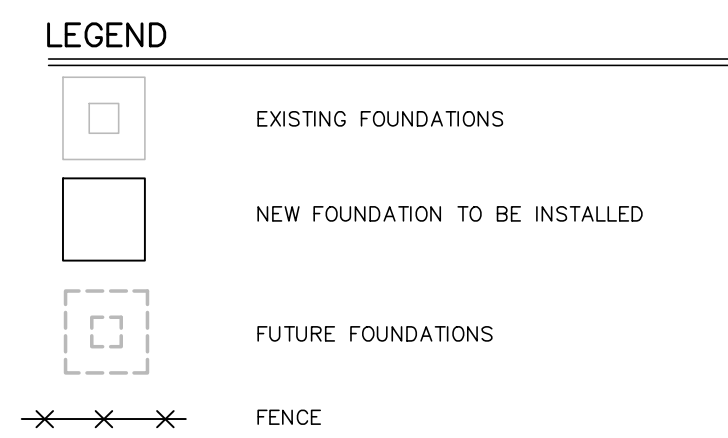 LEGEND
EXISTING FOUNDATIONS
NEW FOUNDATION TO BE INSTALLED
FUTURE FOUNDATIONS
FENCE